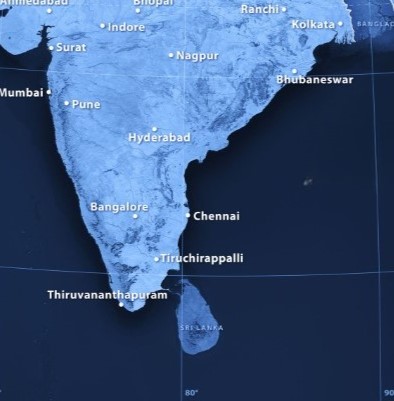 Ahmedabad
Bhopal
Ranchi
Indore
Kolkata
Surat
Nagpur
Bhubaneswar
Mumbai
Pune
Hyderabad
Bangalore
Chennai
Tiruchirappalli
Thiruvananthapuram
SRI LANKA
80°
90